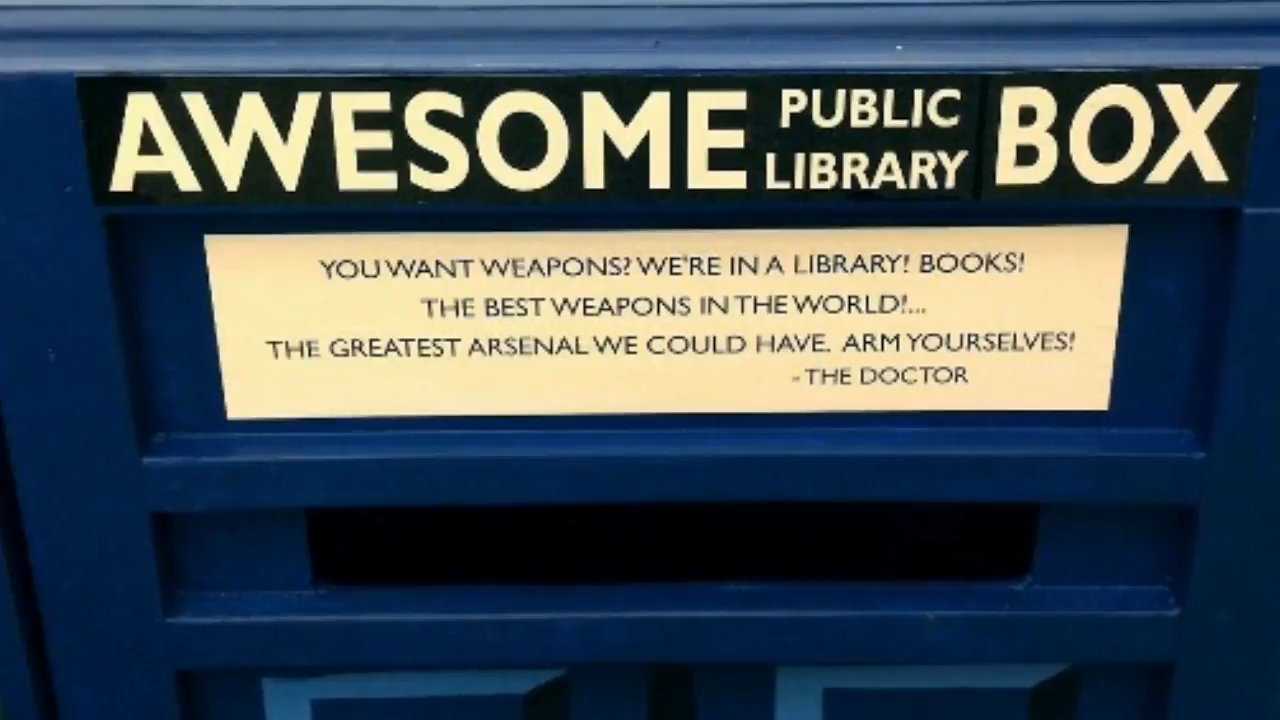 AWESOME PUBLIC LIBRARY BOX
YOU WANT WEAPONS? WE'RE IN A LIBRARY! BOOKS!
THE BEST WEAPONS IN THE WORLD!...
THE GREATEST ARSENAL WE COULD HAVE. ARM YOURSELVES!
- THE DOCTOR